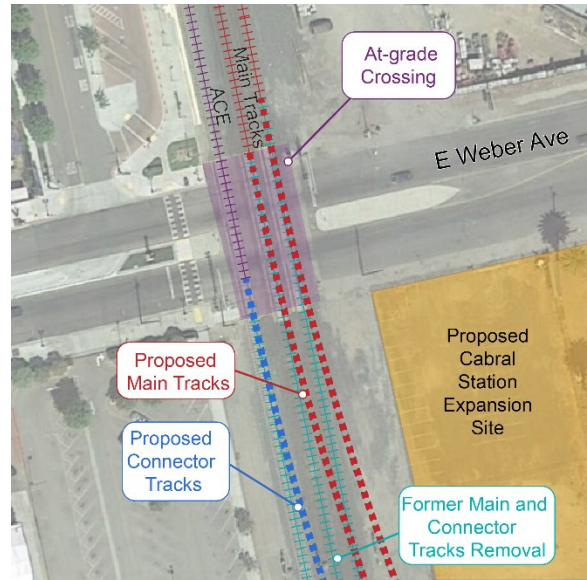 At-grade
Crossing
Main Tracks
ACE
E Weber Ave
Proposed
Cabral
Station
Expansion
Site
Proposed
Main Tracks
Proposed
Connector
Tracks
Former Main and
Connector
Tracks Removal